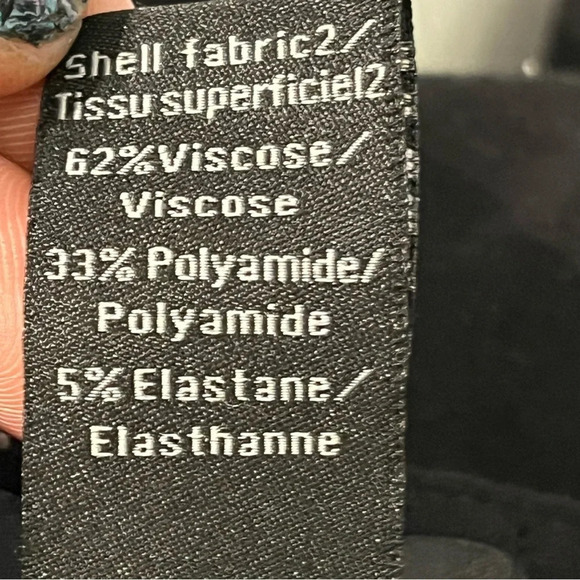 Shell fabric2/
Tissu superficiel2
62%Viscose/
Viscose
33% Polyamide/
Polyamide
5% Elastane/
Elasthanne